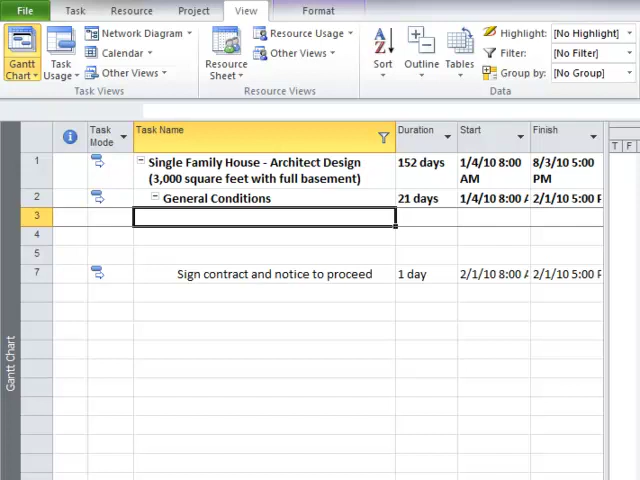 File Task Resource Project View Format
Gantt Chart
Task Usage
Network Diagram
Calendar
Other Views
Task Views
Resource Sheet
Resource Usage
Other Views
Resource Views
Sort
Outline
Tables
Highlight: [No Highlight]
Filter: [No Filter]
Group by: [No Group]
Data
Task Mode
Task Name
Duration
Start
Finish
T F
1 Single Family House - Architect Design (3,000 square feet with full basement) 152 days 1/4/10 8:00 AM 8/3/10 5:00 PM
2 General Conditions 21 days 1/4/10 8:00 A 2/1/10 5:00 P
3
4
5
7 Sign contract and notice to proceed 1 day 2/1/10 8:00 A 2/1/10 5:00 P
Gantt Chart